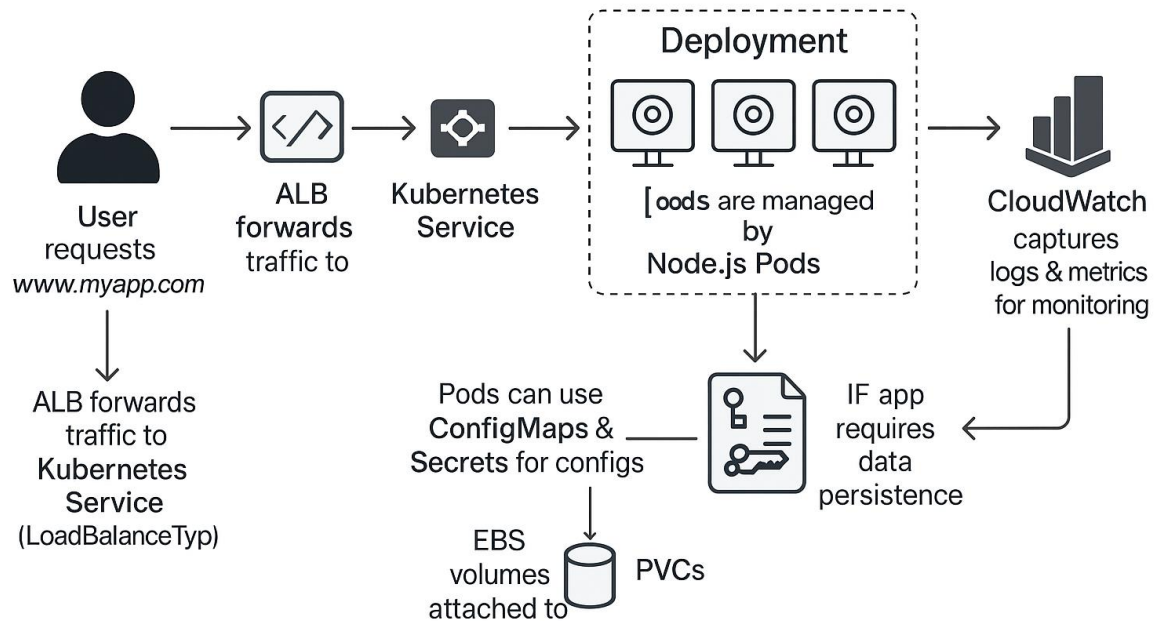 User
requests
www.myapp.com
ALB forwards
traffic to
Kubernetes
Service
(LoadBalanceTyp)
ALB
forwards
traffic to
Kubernetes
Service
Deployment
[oods are managed
by
Node.js Pods
CloudWatch
captures
logs & metrics
for monitoring
Pods can use
ConfigMaps &
Secrets for configs
IF app
requires
data
persistence
EBS
volumes
attached to
PVCs